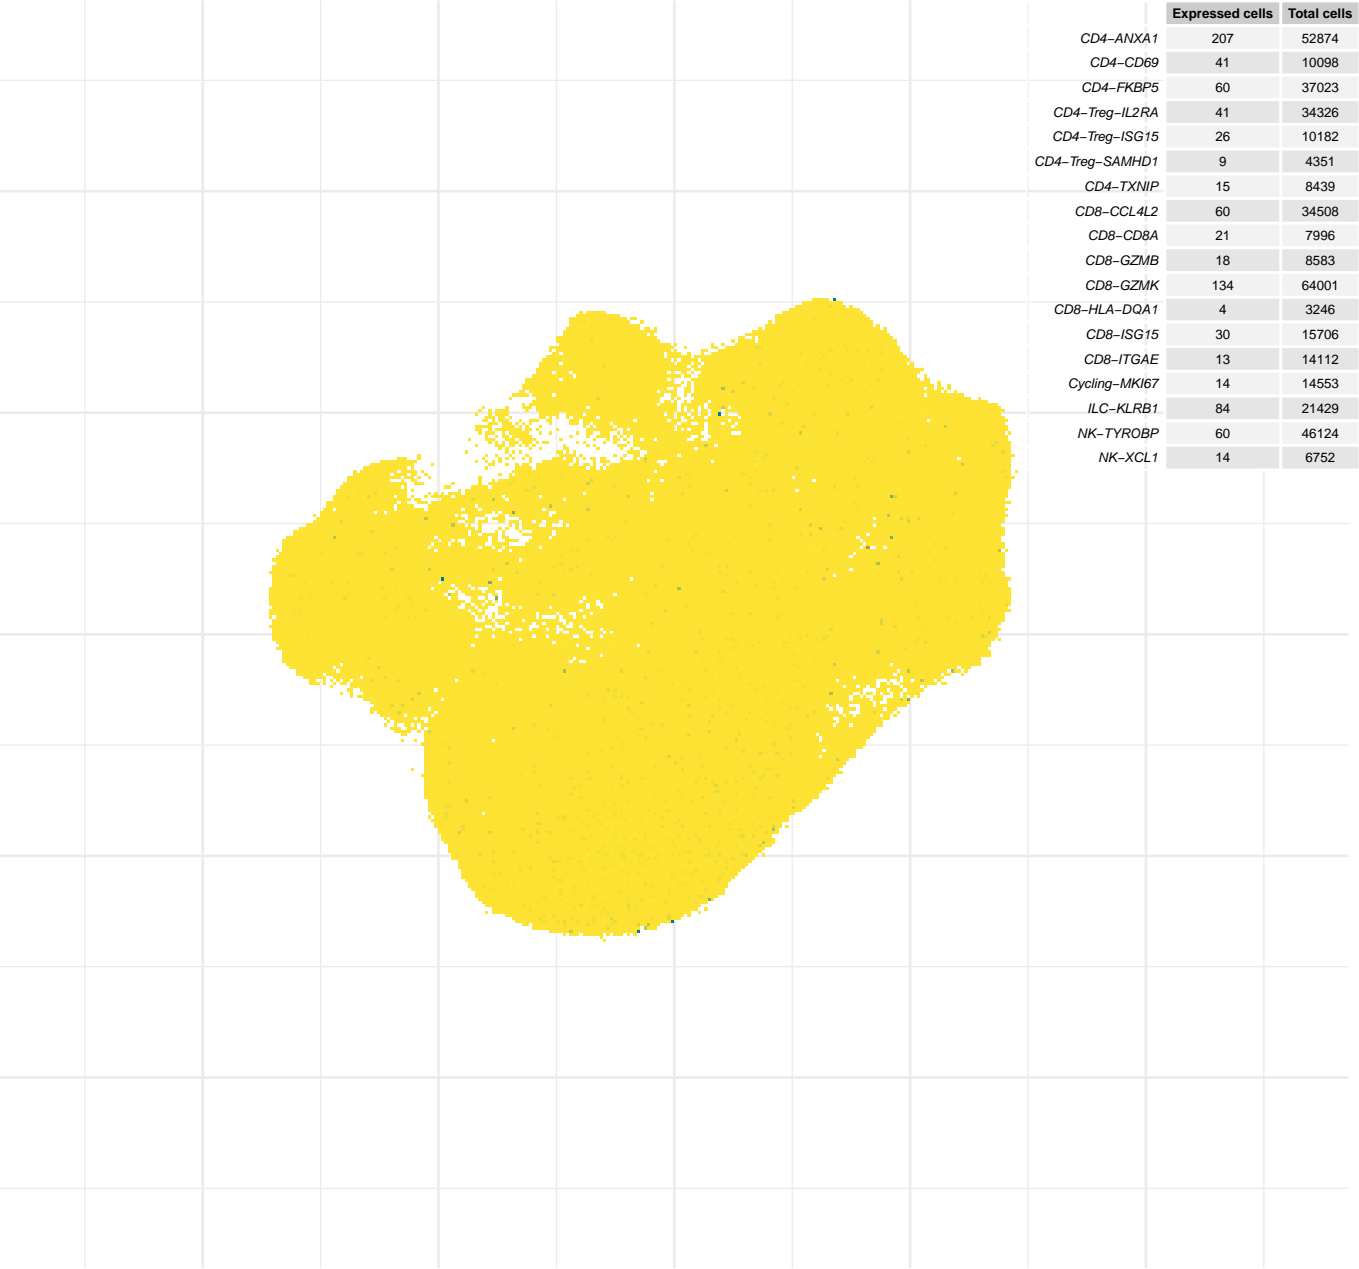 Expressed cells Total cells
CD4−ANXA1 207 52874
CD4−CD69 41 10098
CD4−FKBP5 60 37023
CD4−Treg−IL2RA 41 34326
CD4−Treg−ISG15 26 10182
CD4−Treg−SAMHD1 9 4351
CD4−TXNIP 15 8439
CD8−CCL4L2 60 34508
CD8−CD8A 21 7996
CD8−GZMB 18 8583
CD8−GZMK 134 64001
CD8−HLA−DQA1 4 3246
CD8−ISG15 30 15706
CD8−ITGAE 13 14112
Cycling−MKI67 14 14553
ILC−KLRB1 84 21429
NK−TYROBP 60 46124
NK−XCL1 14 6752